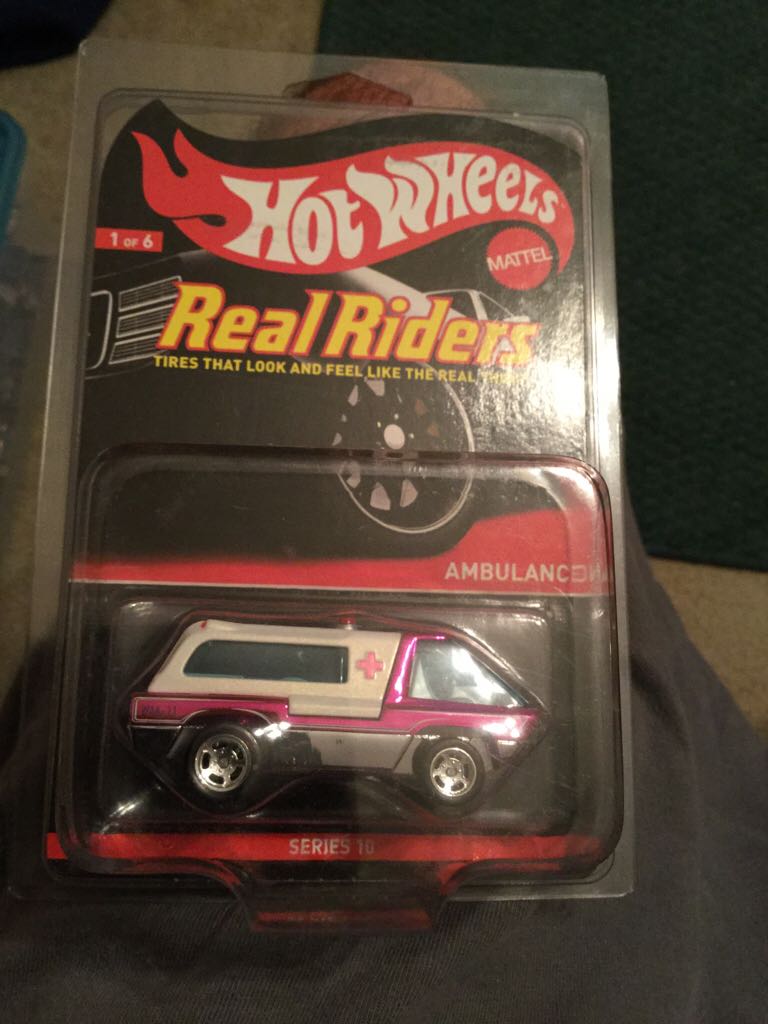 HOT WHEELS
1 OF 6
MATTEL
Real Riders
TIRES THAT LOOK AND FEEL LIKE THE REAL
AMBULANCE
SERIES 10